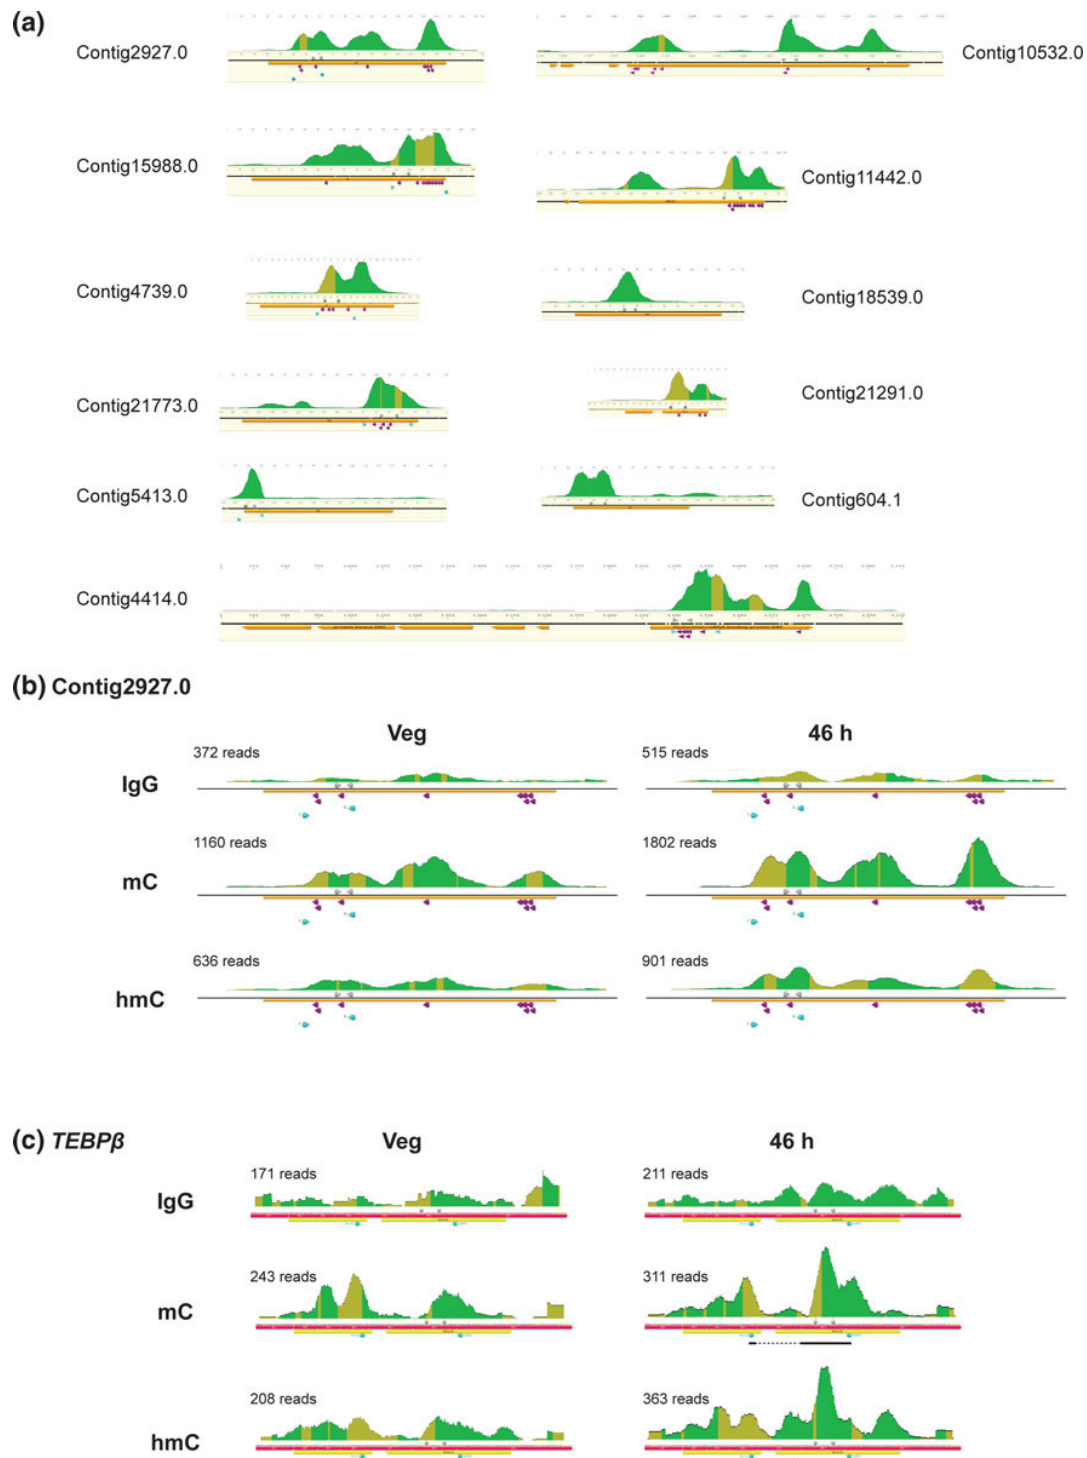 (a)
Contig2927.0
Contig10532.0
Contig15988.0
Contig11442.0
Contig4739.0
Contig18539.0
Contig21773.0
Contig21291.0
Contig5413.0
Contig604.1
Contig4414.0
(b) Contig2927.0
Veg
46 h
372 reads
515 reads
IgG
1160 reads
1802 reads
mC
636 reads
901 reads
hmC
(c) TEBPβ
Veg
46 h
171 reads
211 reads
IgG
243 reads
311 reads
mC
208 reads
363 reads
hmC